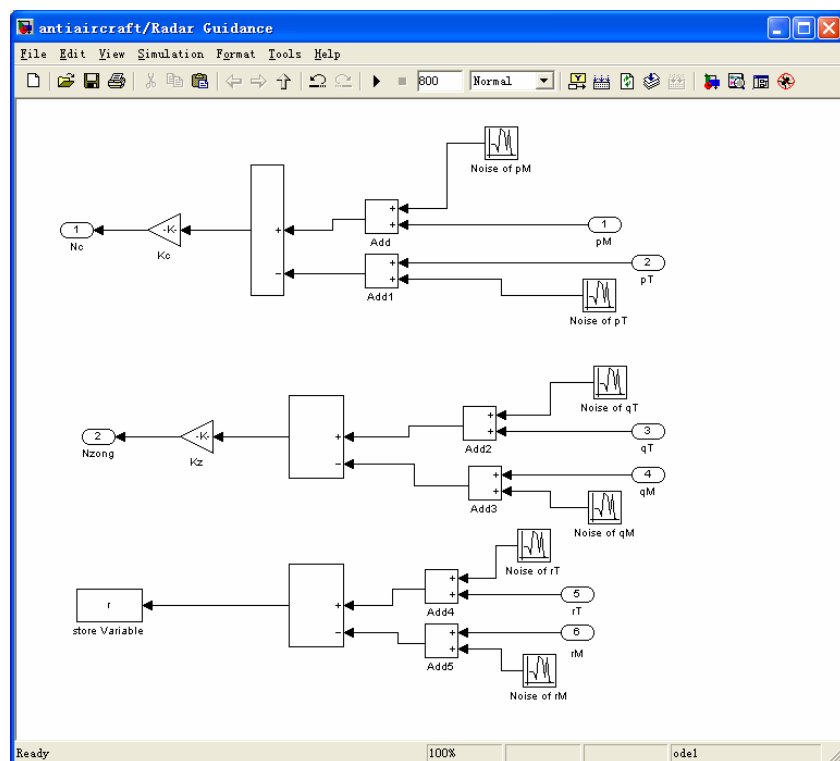 antiaircraft/Radar Guidance
File Edit View Simulation Format Tools Help
800 Normal
Noise of pM
1
Nc
-K-
Kc
+
−
+
+
Add
1
pM
+
+
Add1
2
pT
Noise of pT
Noise of qT
2
Nzong
-K-
Kz
+
−
+
+
Add2
3
qT
+
+
Add3
4
qM
Noise of qM
Noise of rT
r
store Variable
+
−
+
+
Add4
5
rT
+
+
Add5
6
rM
Noise of rM
Ready 100% ode1